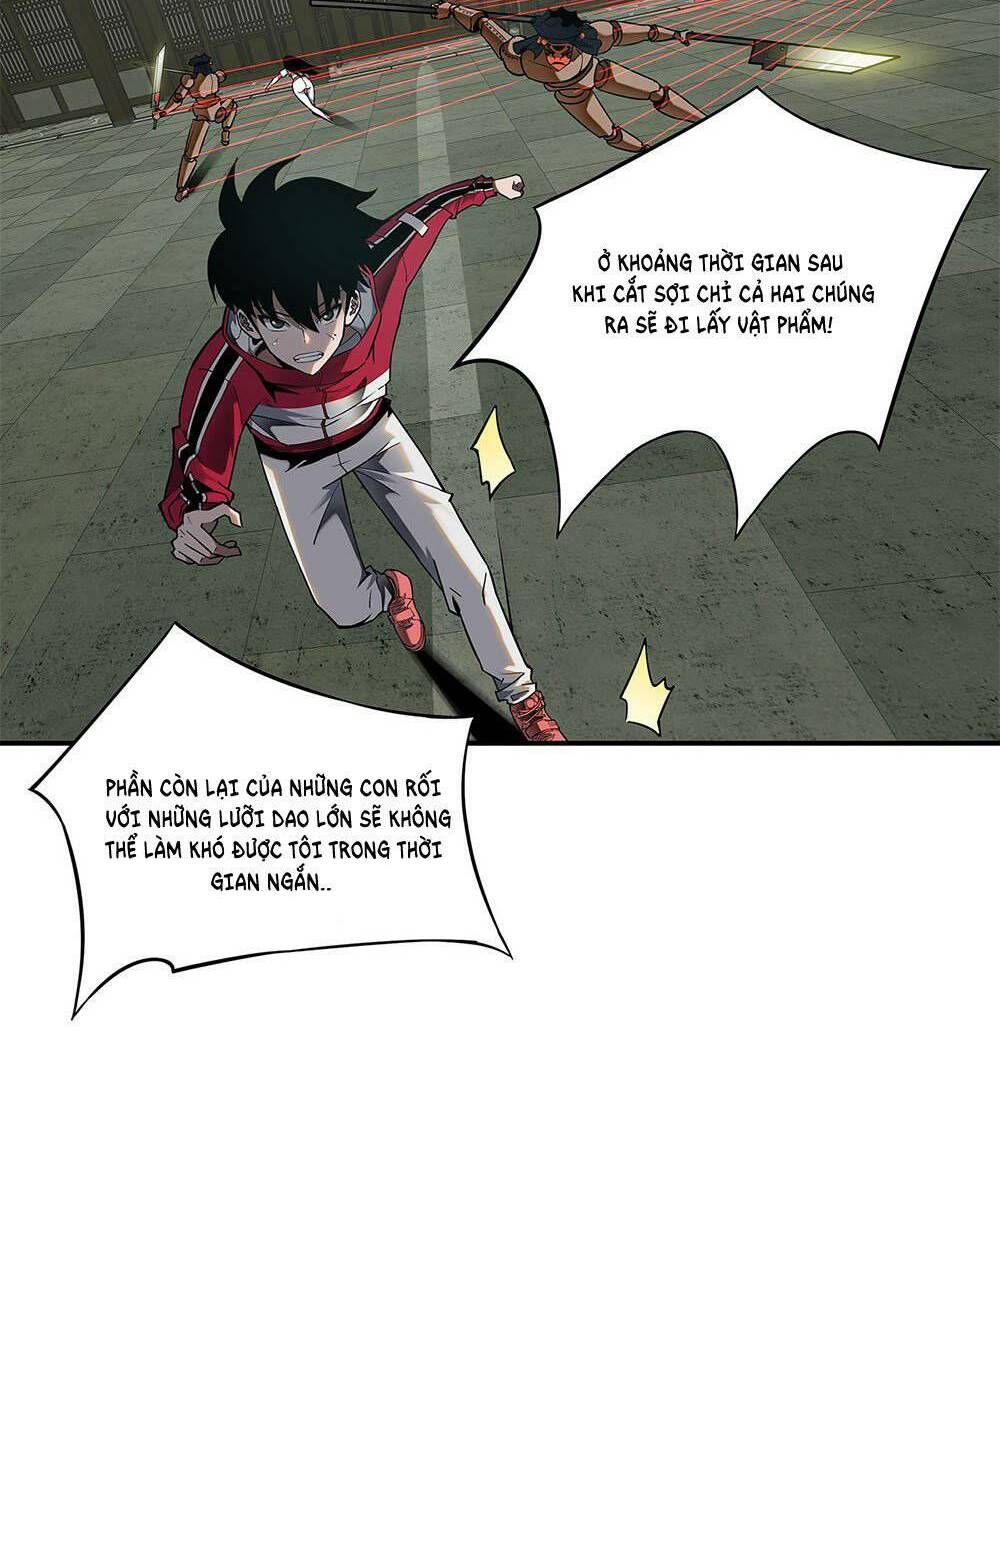 Ở KHOẢNG THỜI GIAN SAU
KHI CẮT SỢI CHỈ CẢ HAI CHÚNG
RA SẼ ĐI LẤY VẬT PHẨM!
PHẦN CÒN LẠI CỦA NHỮNG CON RỐI
VỚI NHỮNG LƯỠI DAO LỚN SẼ KHÔNG
THỂ LÀM KHÓ ĐƯỢC TÔI TRONG THỜI
GIAN NGẮN..